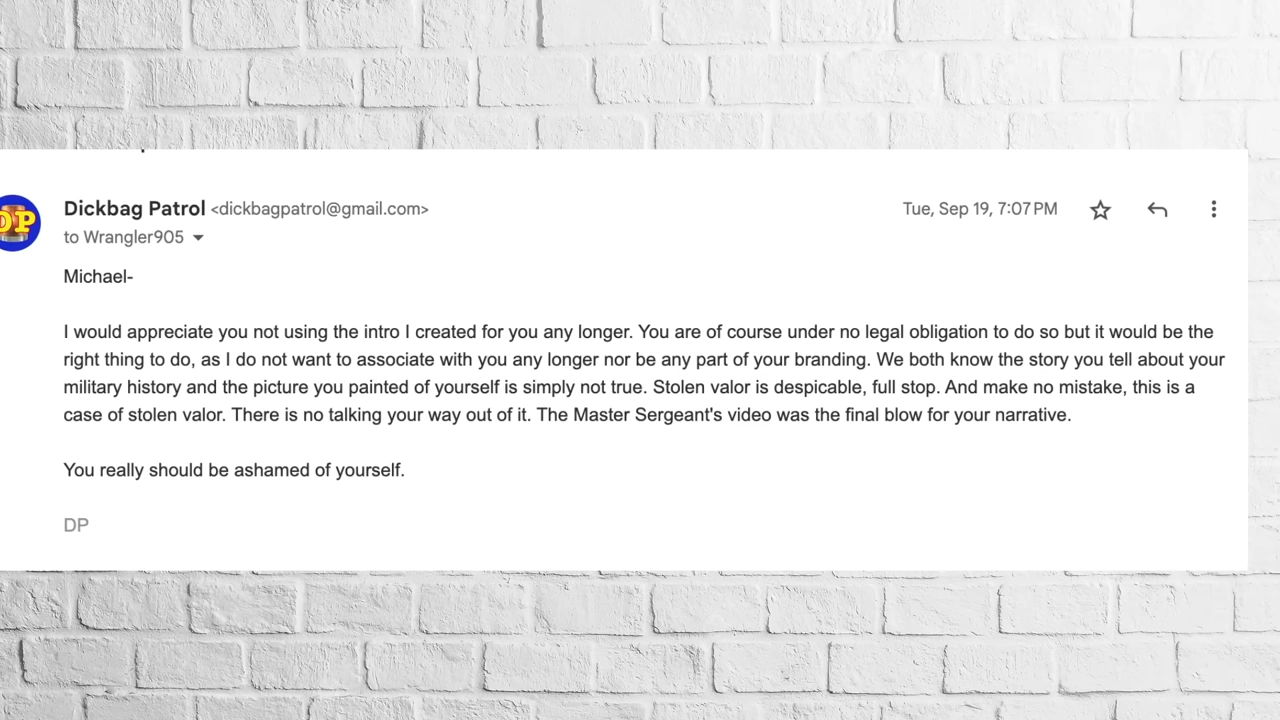 Dickbag Patrol <dickbagpatrol@gmail.com>
Tue, Sep 19, 7:07 PM
to Wrangler905
DP
Michael-
I would appreciate you not using the intro I created for you any longer. You are of course under no legal obligation to do so but it would be the
right thing to do, as I do not want to associate with you any longer nor be any part of your branding. We both know the story you tell about your
military history and the picture you painted of yourself is simply not true. Stolen valor is despicable, full stop. And make no mistake, this is a
case of stolen valor. There is no talking your way out of it. The Master Sergeant's video was the final blow for your narrative.
You really should be ashamed of yourself.
DP